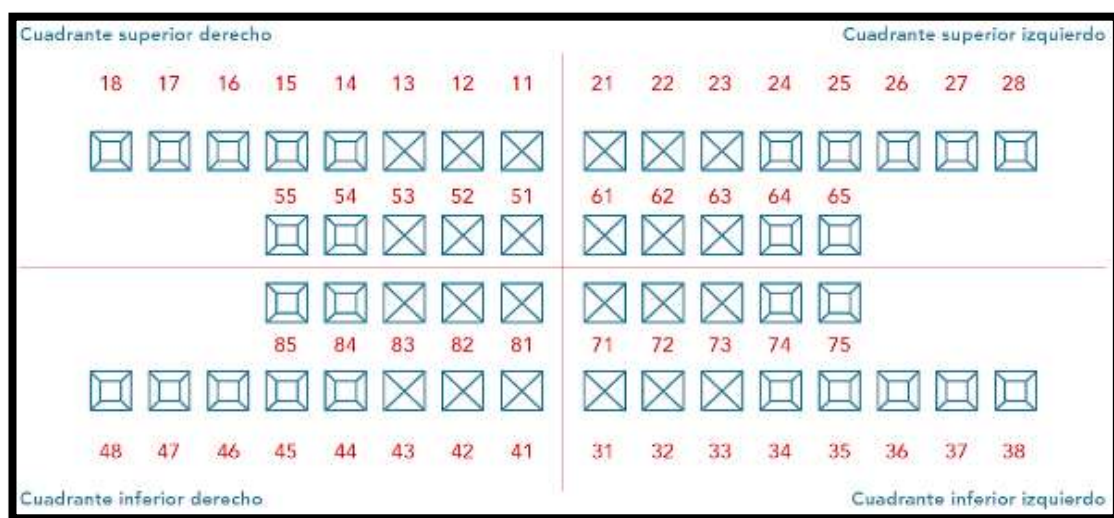 Cuadrante superior derecho Cuadrante superior izquierdo
18 17 16 15 14 13 12 11 21 22 23 24 25 26 27 28
55 54 53 52 51 61 62 63 64 65
85 84 83 82 81 71 72 73 74 75
48 47 46 45 44 43 42 41 31 32 33 34 35 36 37 38
Cuadrante inferior derecho Cuadrante inferior izquierdo